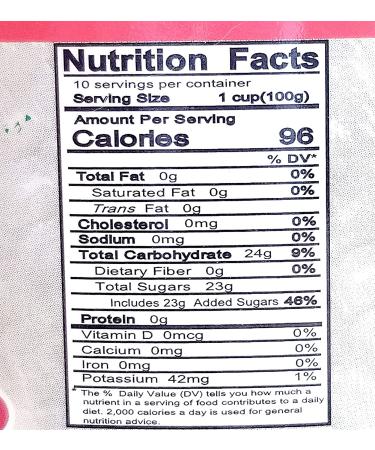 Nutrition Facts
10 servings per container
Serving Size 1 cup(100g)
Amount Per Serving
Calories 96
% DV*
Total Fat 0g 0%
Saturated Fat 0g 0%
Trans Fat 0g
Cholesterol 0mg 0%
Sodium 0mg 0%
Total Carbohydrate 24g 9%
Dietary Fiber 0g 0%
Total Sugars 23g
Includes 23g Added Sugars 46%
Protein 0g
Vitamin D 0mcg 0%
Calcium 0mg 0%
Iron 0mg 0%
Potassium 42mg 1%
* The % Daily Value (DV) tells you how much a
nutrient in a serving of food contributes to a daily
diet. 2,000 calories a day is used for general
nutrition advice.